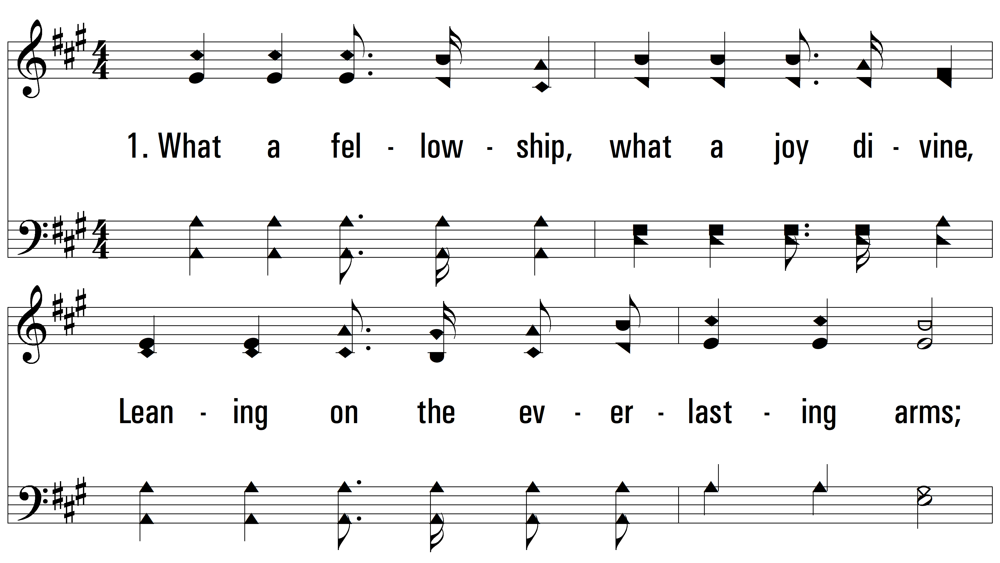 1. What a fel - low - ship, what a joy di - vine,
Lean - ing on the ev - er - last - ing arms;